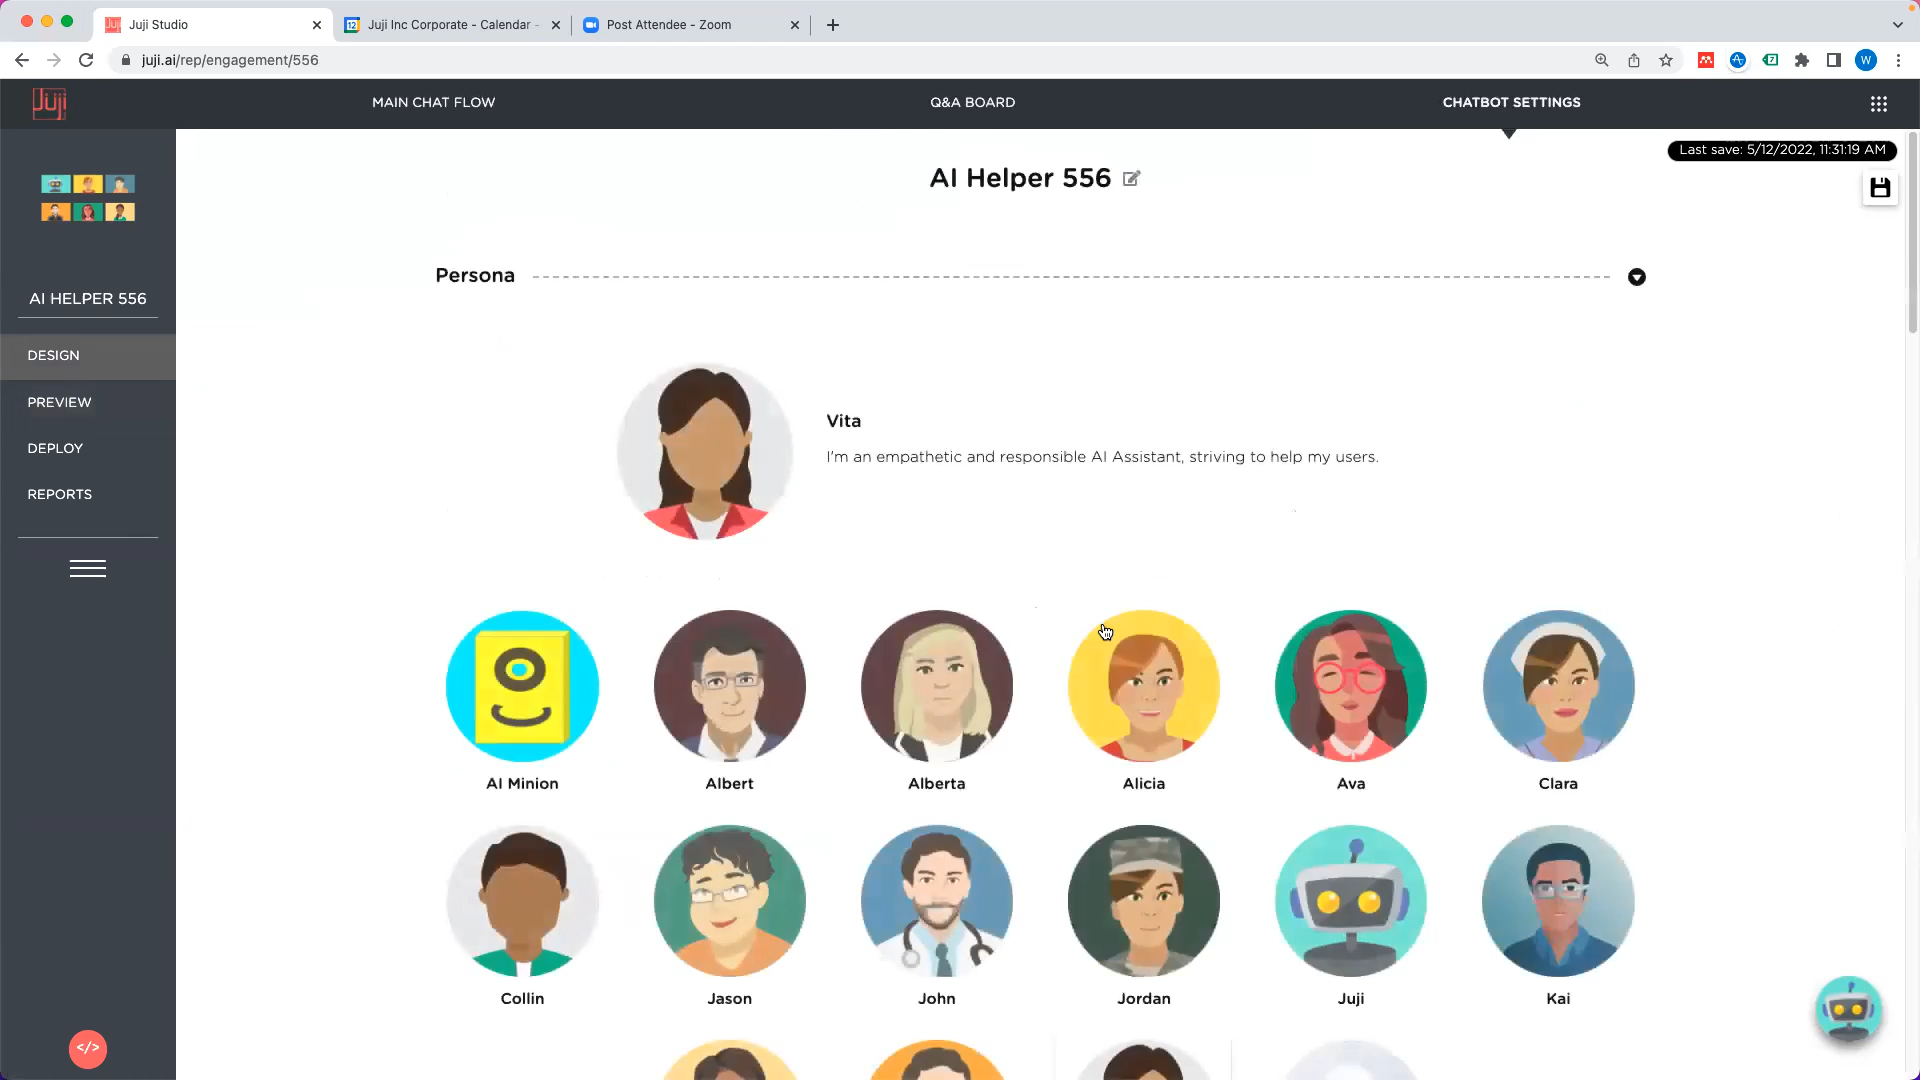 Juji Studio
Juji Inc Corporate - Calendar -
Post Attendee - Zoom
juji.ai/rep/engagement/556
W
Juji
MAIN CHAT FLOW
Q&A BOARD
CHATBOT SETTINGS
Last save: 5/12/2022, 11:31:19 AM
AI Helper 556
Persona
AI HELPER 556
DESIGN
PREVIEW
DEPLOY
REPORTS
Vita
I'm an empathetic and responsible AI Assistant, striving to help my users.
AI Minion
Albert
Alberta
Alicia
Ava
Clara
Collin
Jason
John
Jordan
Juji
Kai
</>